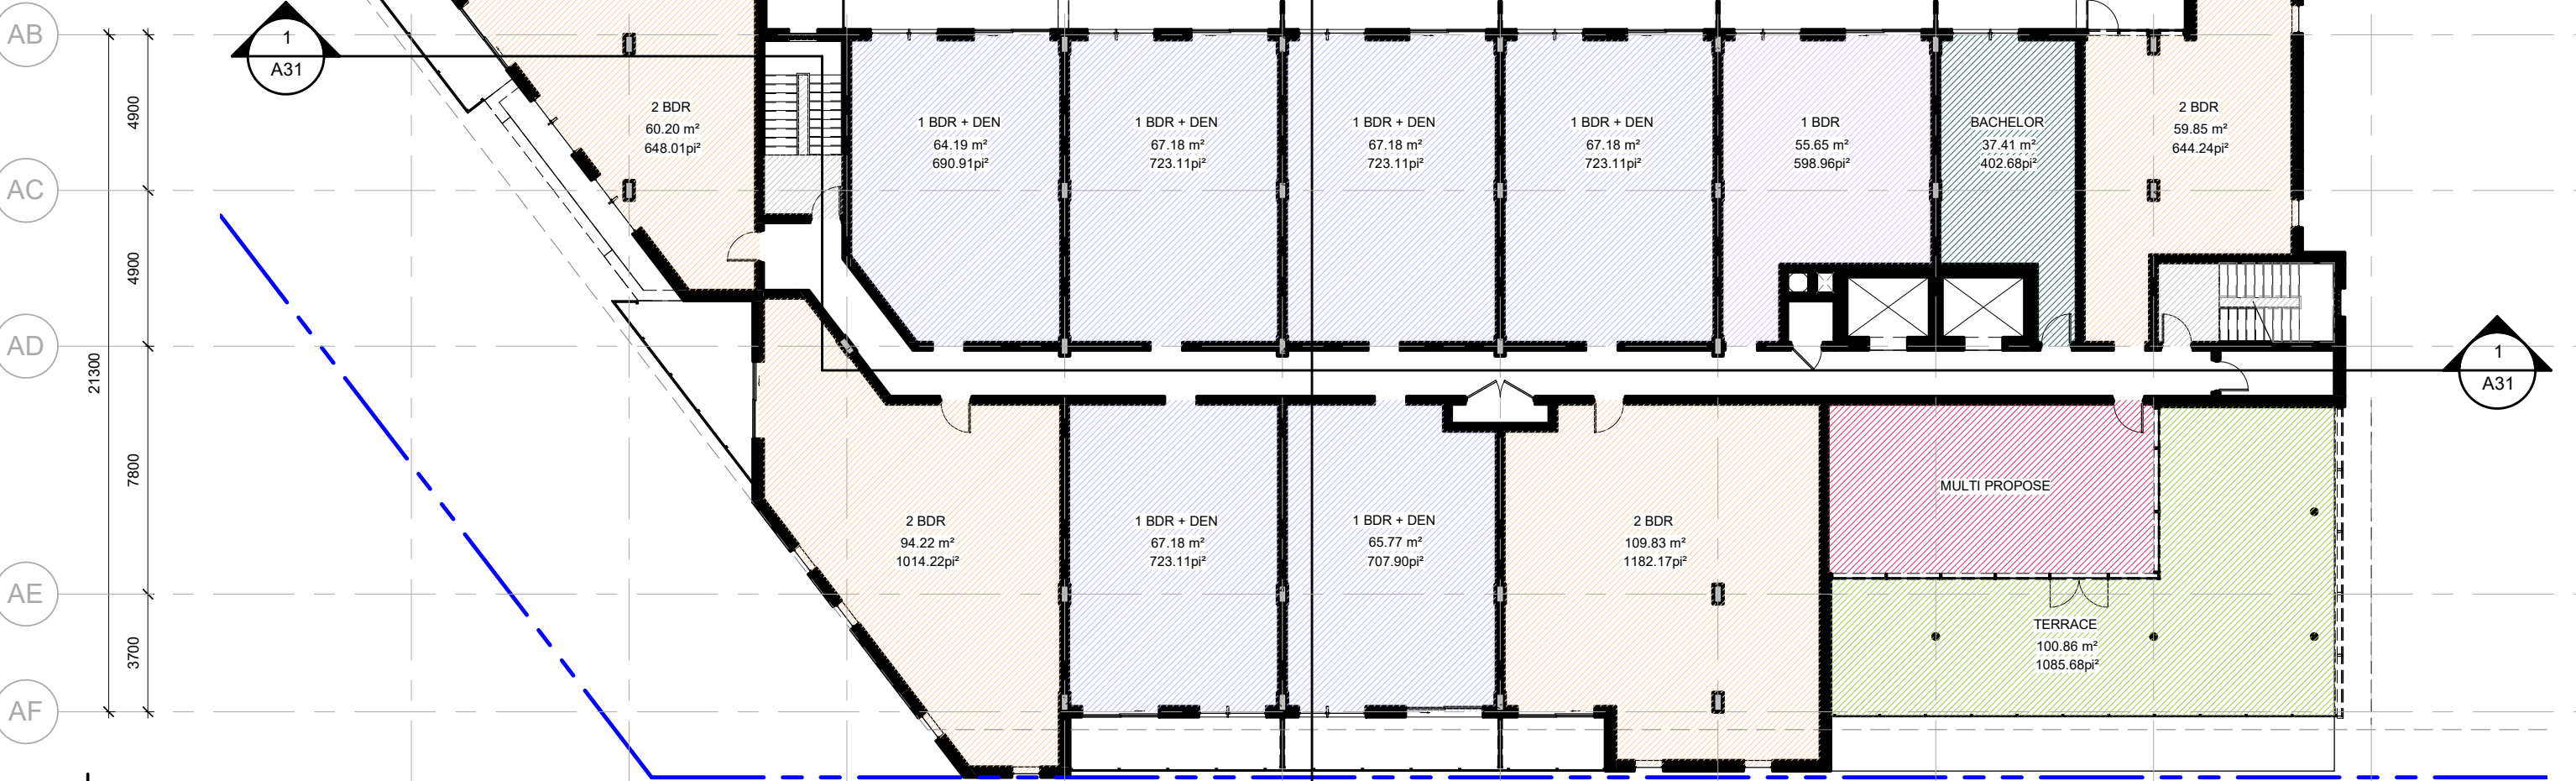 AB
AC
AD
AE
AF
4900
4900
7800
3700
21300
1
A31
2 BDR
60.20 m²
648.01pi²
1 BDR + DEN
64.19 m²
690.91pi²
1 BDR + DEN
67.18 m²
723.11pi²
1 BDR + DEN
67.18 m²
723.11pi²
1 BDR + DEN
67.18 m²
723.11pi²
1 BDR
55.65 m²
598.96pi²
BACHELOR
37.41 m²
402.68pi²
2 BDR
59.85 m²
644.24pi²
1
A31
2 BDR
94.22 m²
1014.22pi²
1 BDR + DEN
67.18 m²
723.11pi²
1 BDR + DEN
65.77 m²
707.90pi²
2 BDR
109.83 m²
1182.17pi²
MULTI PROPOSE
TERRACE
100.86 m²
1085.68pi²